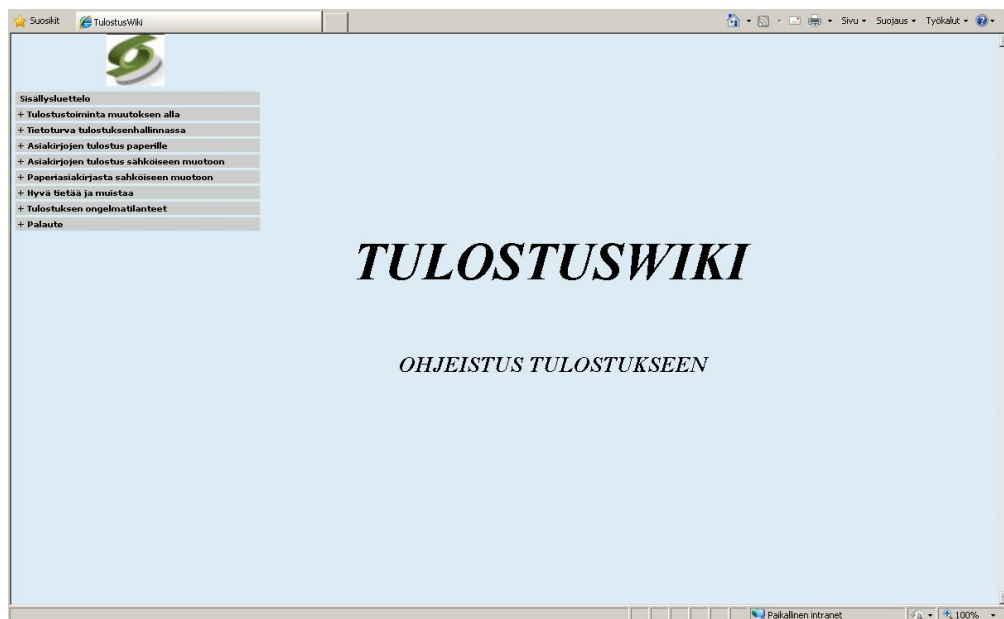 Suosikit
TulostusWiki
Sivu
Suojaus
Työkalut
Sisällysluettelo
+ Tulostustoiminta muutoksen alla
+ Tietoturva tulostuksenhallinnassa
+ Asiakirjojen tulostus paperille
+ Asiakirjojen tulostus sähköiseen muotoon
+ Paperiasiakirjasta sahköiseen muotoon
+ Hyvä tietää ja muistaa
+ Tulostuksen ongelmatilanteet
+ Palaute
TULOSTUSWIKI
OHJEISTUS TULOSTUKSEEN
Paikallinen intranet
100%